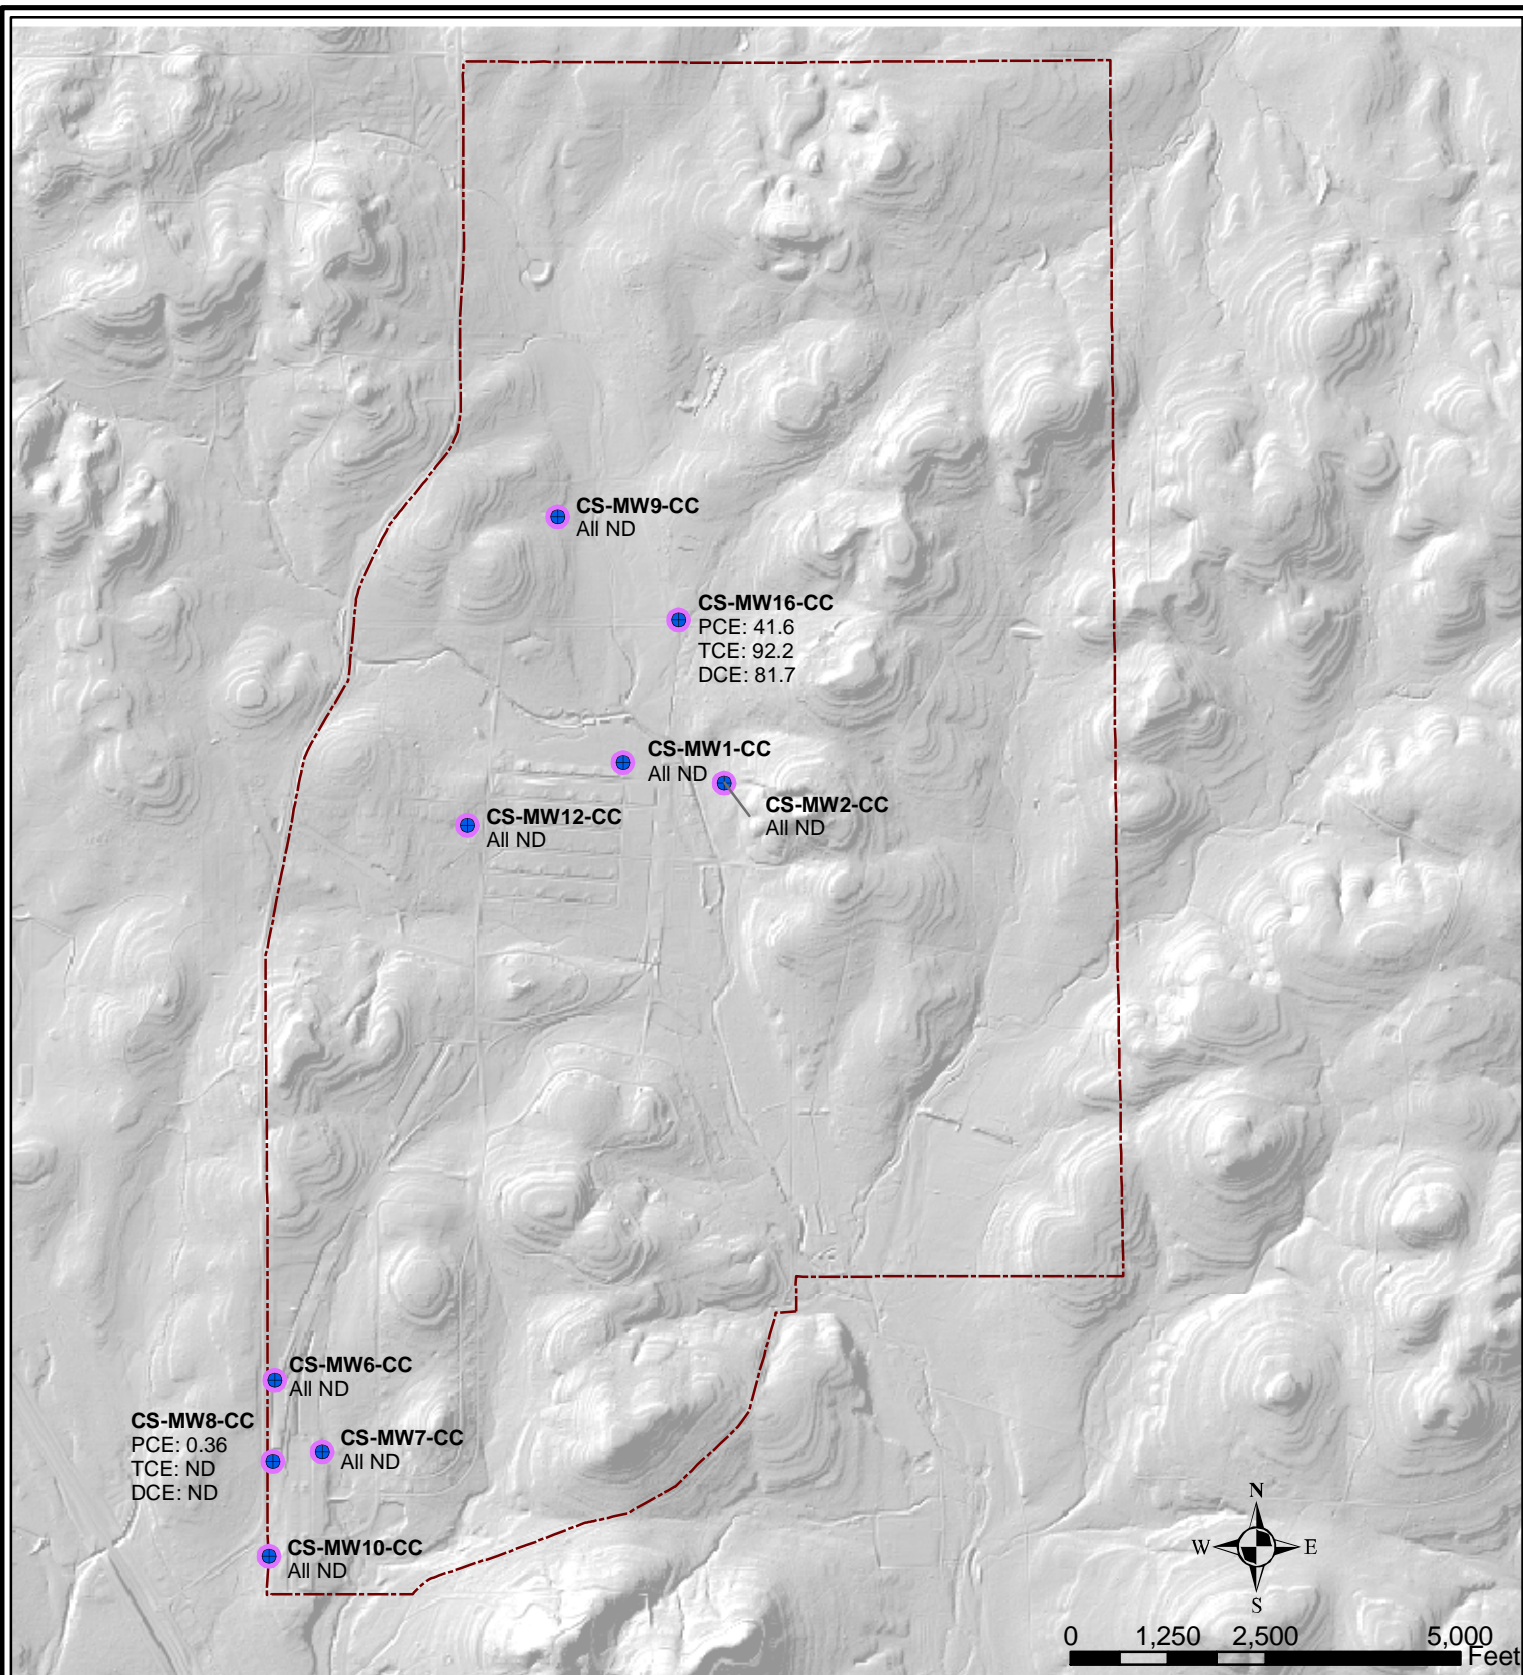 CS-MW9-CC
All ND
CS-MW16-CC
PCE: 41.6
TCE: 92.2
DCE: 81.7
CS-MW1-CC
All ND
CS-MW2-CC
All ND
CS-MW12-CC
All ND
CS-MW6-CC
All ND
CS-MW8-CC
PCE: 0.36
TCE: ND
DCE: ND
CS-MW7-CC
All ND
CS-MW10-CC
All ND
N
W E
S
0 1,250 2,500 5,000
Feet